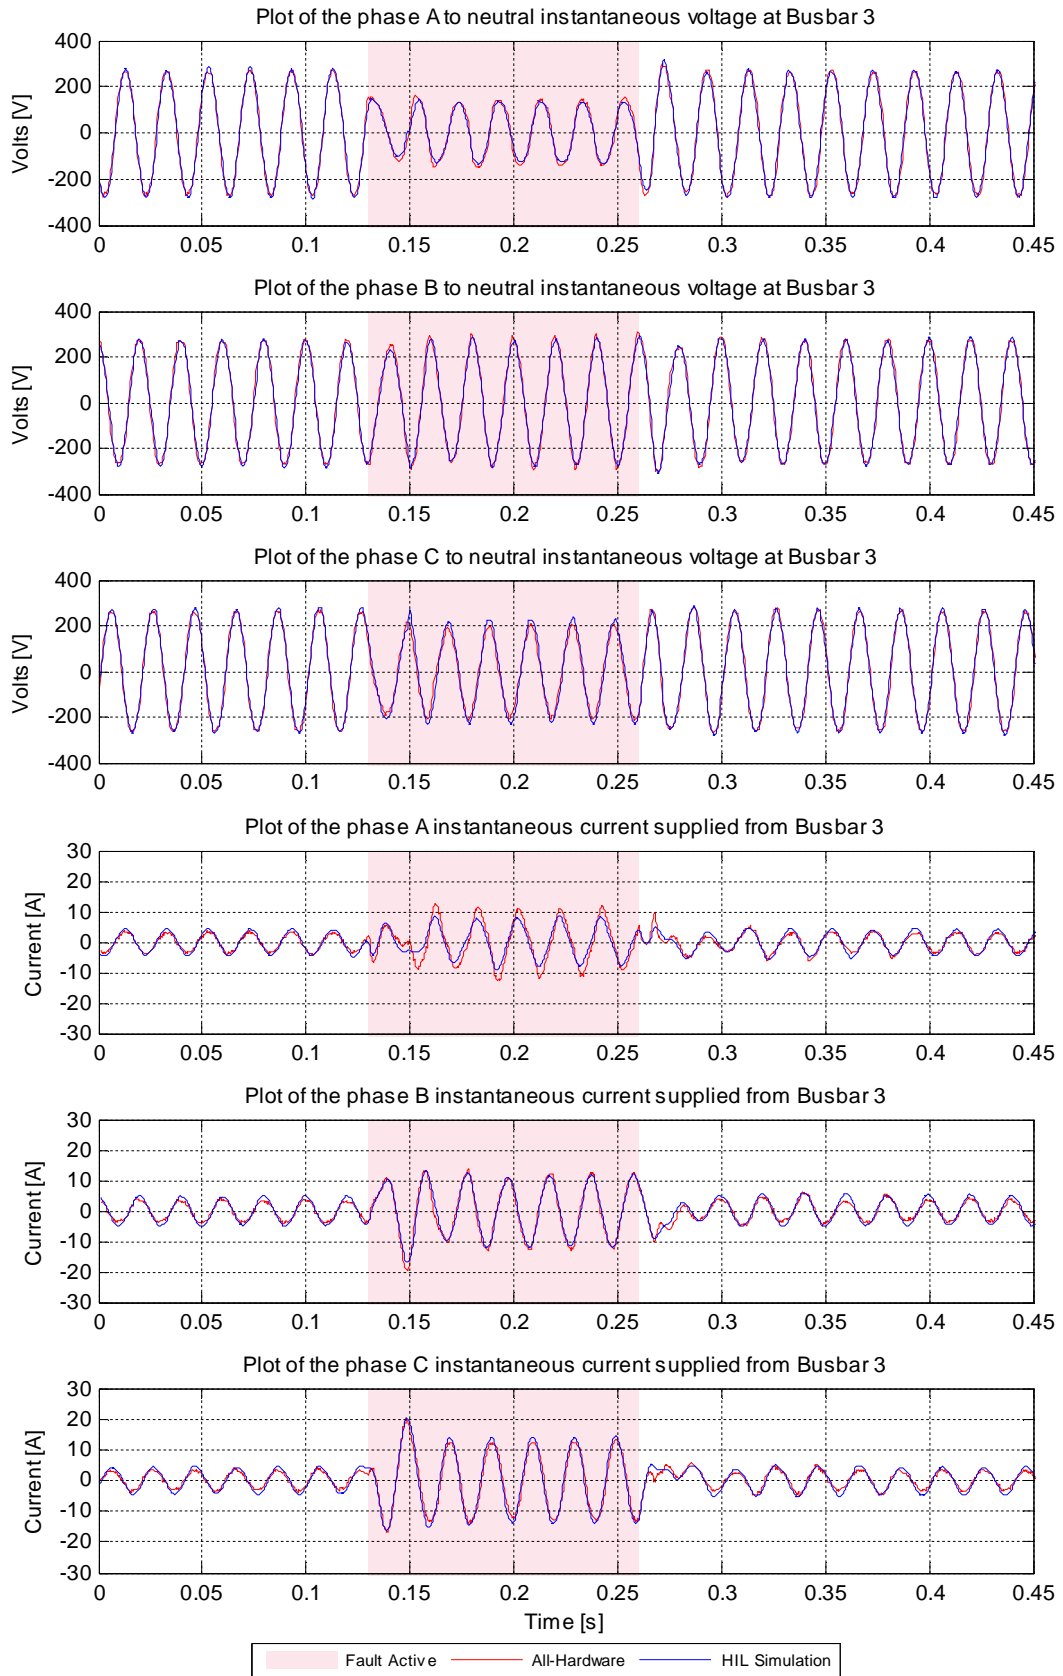 Plot of the phase A to neutral instantaneous voltage at Busbar 3
400
200
0
-200
-400
Volts [V]
0 0.05 0.1 0.15 0.2 0.25 0.3 0.35 0.4 0.45
Plot of the phase B to neutral instantaneous voltage at Busbar 3
400
200
0
-200
-400
Volts [V]
0 0.05 0.1 0.15 0.2 0.25 0.3 0.35 0.4 0.45
Plot of the phase C to neutral instantaneous voltage at Busbar 3
400
200
0
-200
-400
Volts [V]
0 0.05 0.1 0.15 0.2 0.25 0.3 0.35 0.4 0.45
Plot of the phase A instantaneous current supplied from Busbar 3
30
20
10
0
-10
-20
-30
Current [A]
0 0.05 0.1 0.15 0.2 0.25 0.3 0.35 0.4 0.45
Plot of the phase B instantaneous current supplied from Busbar 3
30
20
10
0
-10
-20
-30
Current [A]
0 0.05 0.1 0.15 0.2 0.25 0.3 0.35 0.4 0.45
Plot of the phase C instantaneous current supplied from Busbar 3
30
20
10
0
-10
-20
-30
Current [A]
0 0.05 0.1 0.15 0.2 0.25 0.3 0.35 0.4 0.45
Time [s]
Fault Active All-Hardware HIL Simulation